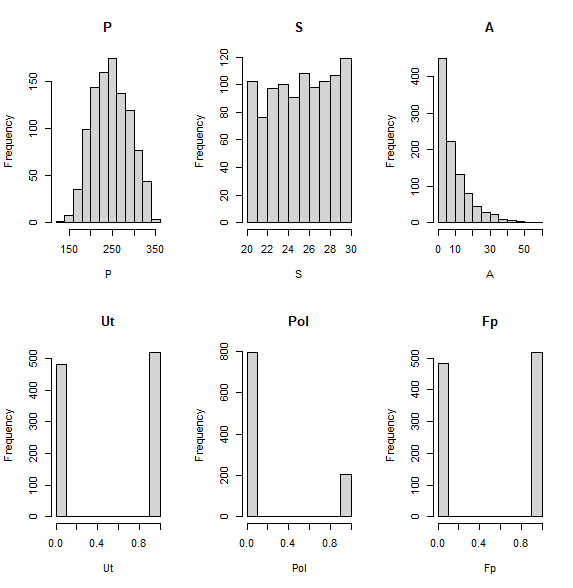 P
Frequency
0 50 100 150
150 250 350
P
S
Frequency
0 20 40 60 80 100 120
20 22 24 26 28 30
S
A
Frequency
0 100 200 300 400
0 10 30 50
A
Ut
Frequency
0 100 200 300 400 500
0.0 0.4 0.8
Ut
Pol
Frequency
0 200 400 600 800
0.0 0.4 0.8
Pol
Fp
Frequency
0 100 200 300 400 500
0.0 0.4 0.8
Fp